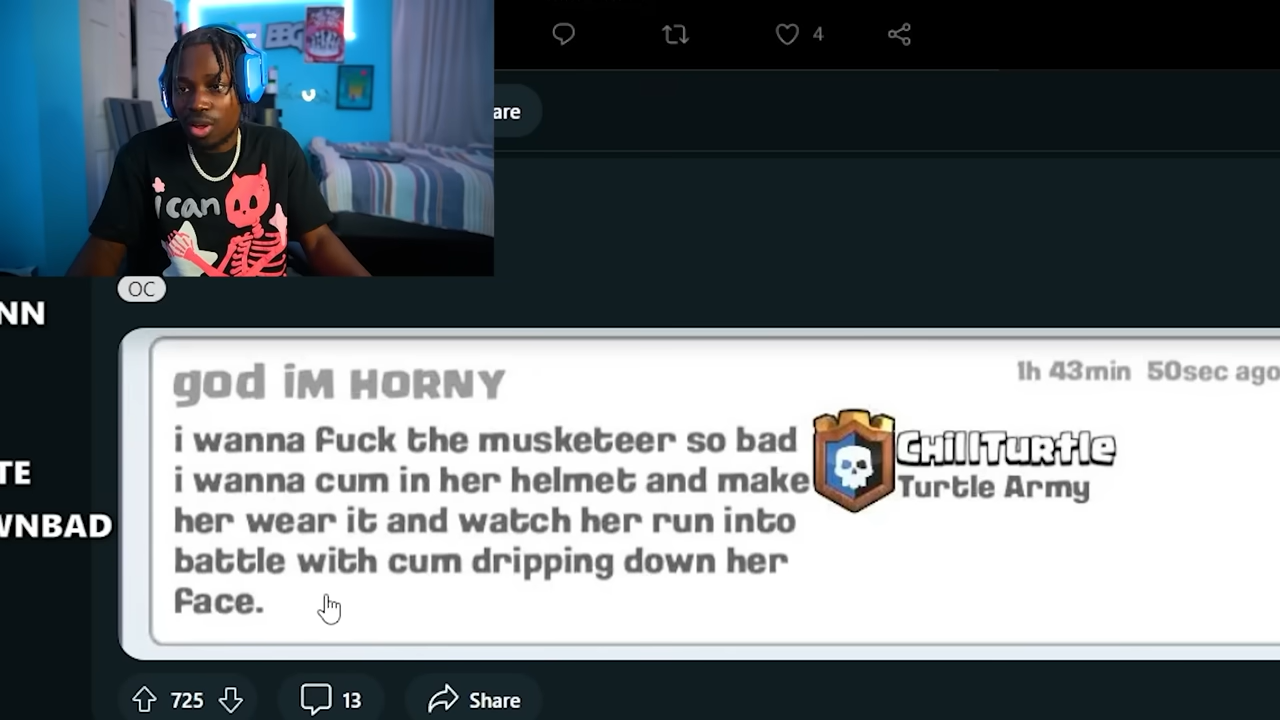 BBG
i can
4
are
OC
NN
god iM HORNY
1h 43min 50sec ago
i wanna fuck the musketeer so bad
i wanna cum in her helmet and make
her wear it and watch her run into
battle with cum dripping down her
face.
ChillTurtle
Turtle Army
TE
WNBAD
725
13
Share